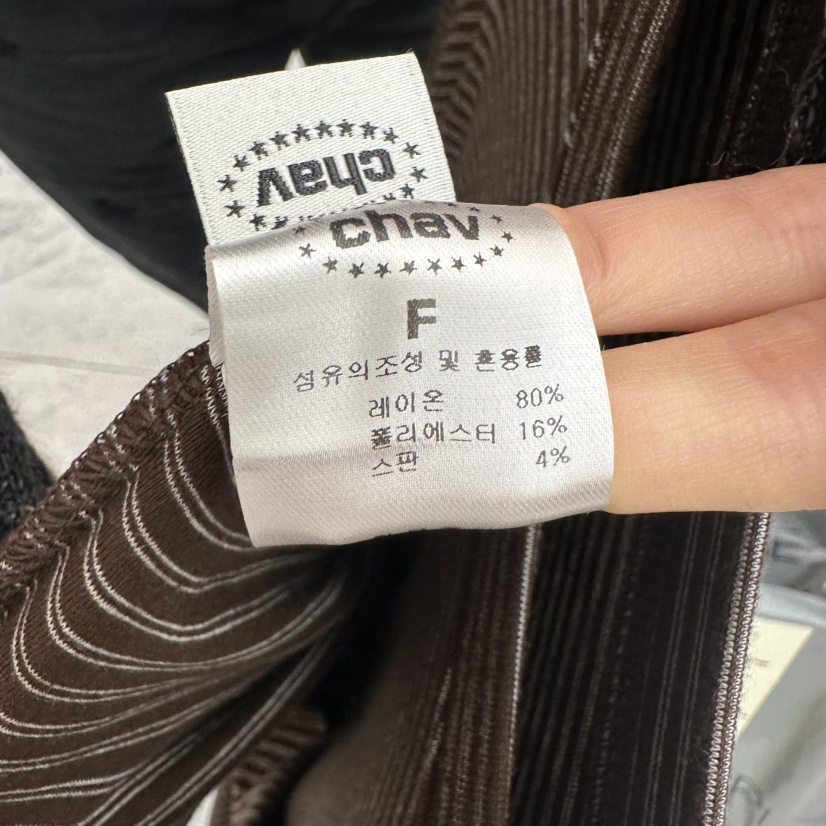 chav
chav
F
섬유의조성 및 혼용률
레이온 80%
폴리에스터 16%
스판 4%